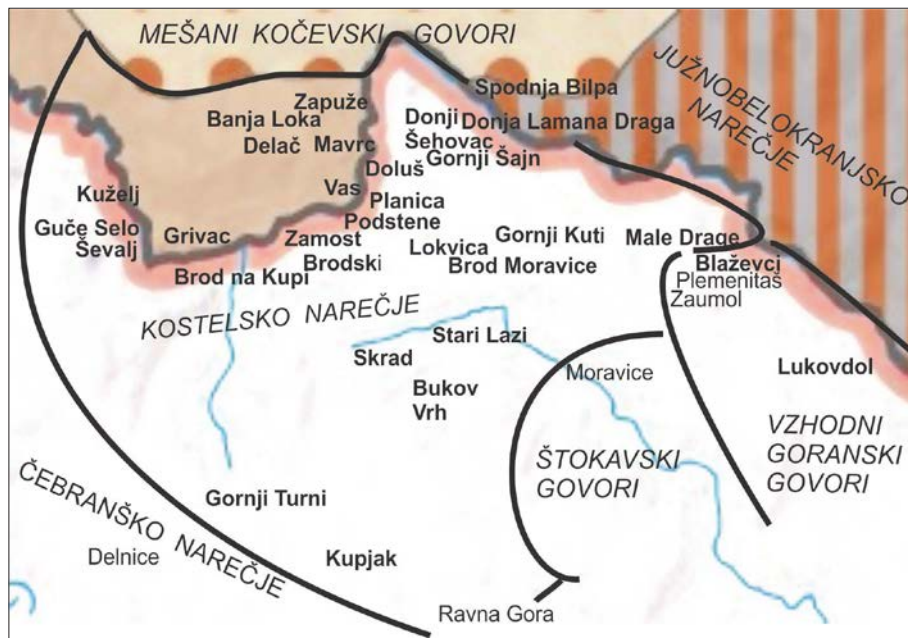 MEŠANI KOČEVSKI GOVORI
JUŽNOBELOKRANJSKO
NAREČJE
Spodnja Bilpa
Zapuže
Banja Loka
Donji
Šehovac
Donja Lamana Draga
Delač
Mavrc
Gornji Šajn
Doluš
Vas
Kuželj
Planica
Podstene
Guče Selo
Ševalj
Grivac
Zamost
Brodski
Lokvica
Gornji Kuti
Male Drage
Brod na Kupi
Brod Moravice
Blaževci
Plemenitaš
Zaumol
KOSTELSKO NAREČJE
Stari Lazi
Skrad
Moravice
Lukovdol
Bukov
Vrh
VZHODNI
GORANSKI
GOVORI
ŠTOKAVSKI
GOVORI
ČEBRANŠKO NAREČJE
Gornji Turni
Delnice
Kupjak
Ravna Gora